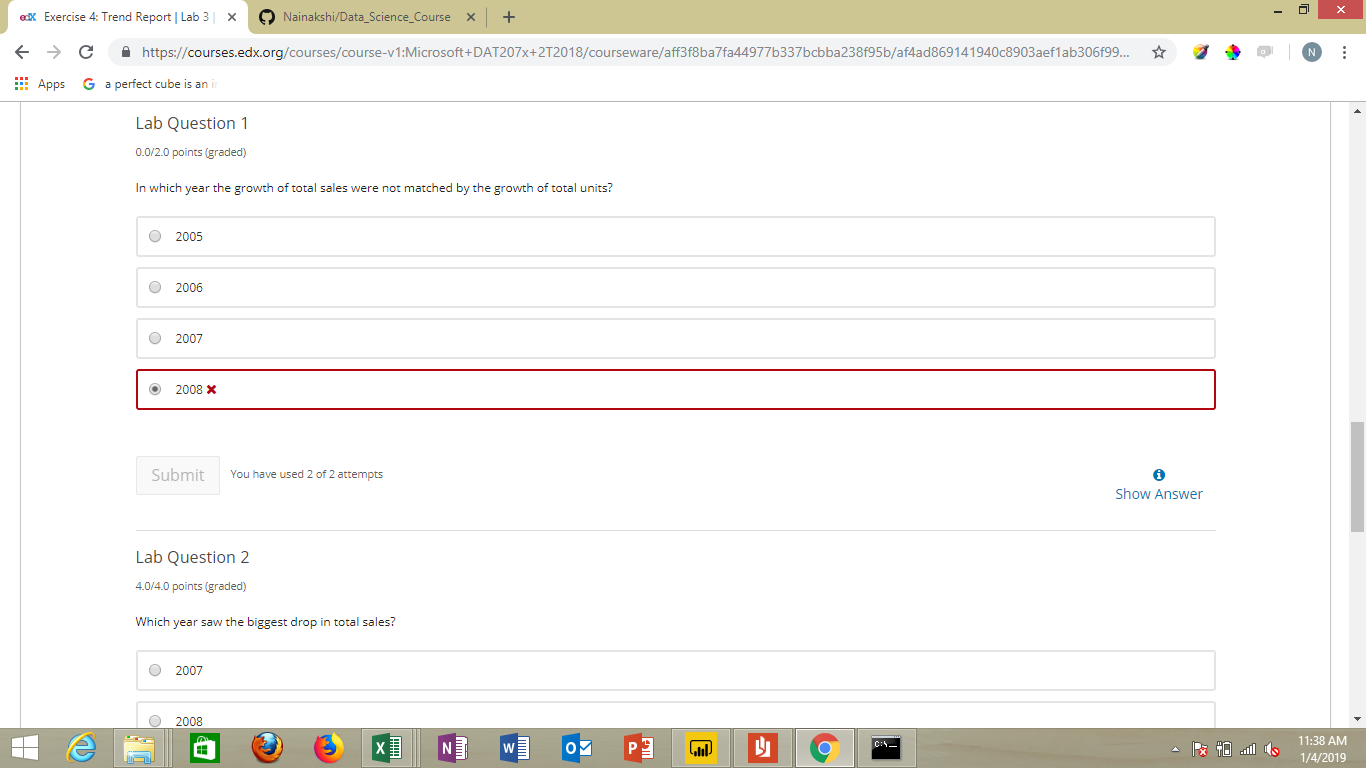 edX Exercise 4: Trend Report | Lab 3 |
Nainakshi/Data_Science_Course
https://courses.edx.org/courses/course-v1:Microsoft+DAT207x+2T2018/courseware/aff3f8ba7fa44977b337bcbba238f95b/af4ad869141940c8903aef1ab306f99...
N
Apps
G a perfect cube is an i
Lab Question 1
0.0/2.0 points (graded)
In which year the growth of total sales were not matched by the growth of total units?
2005
2006
2007
2008
Submit
You have used 2 of 2 attempts
Show Answer
Lab Question 2
4.0/4.0 points (graded)
Which year saw the biggest drop in total sales?
2007
2008
11:38 AM
1/4/2019